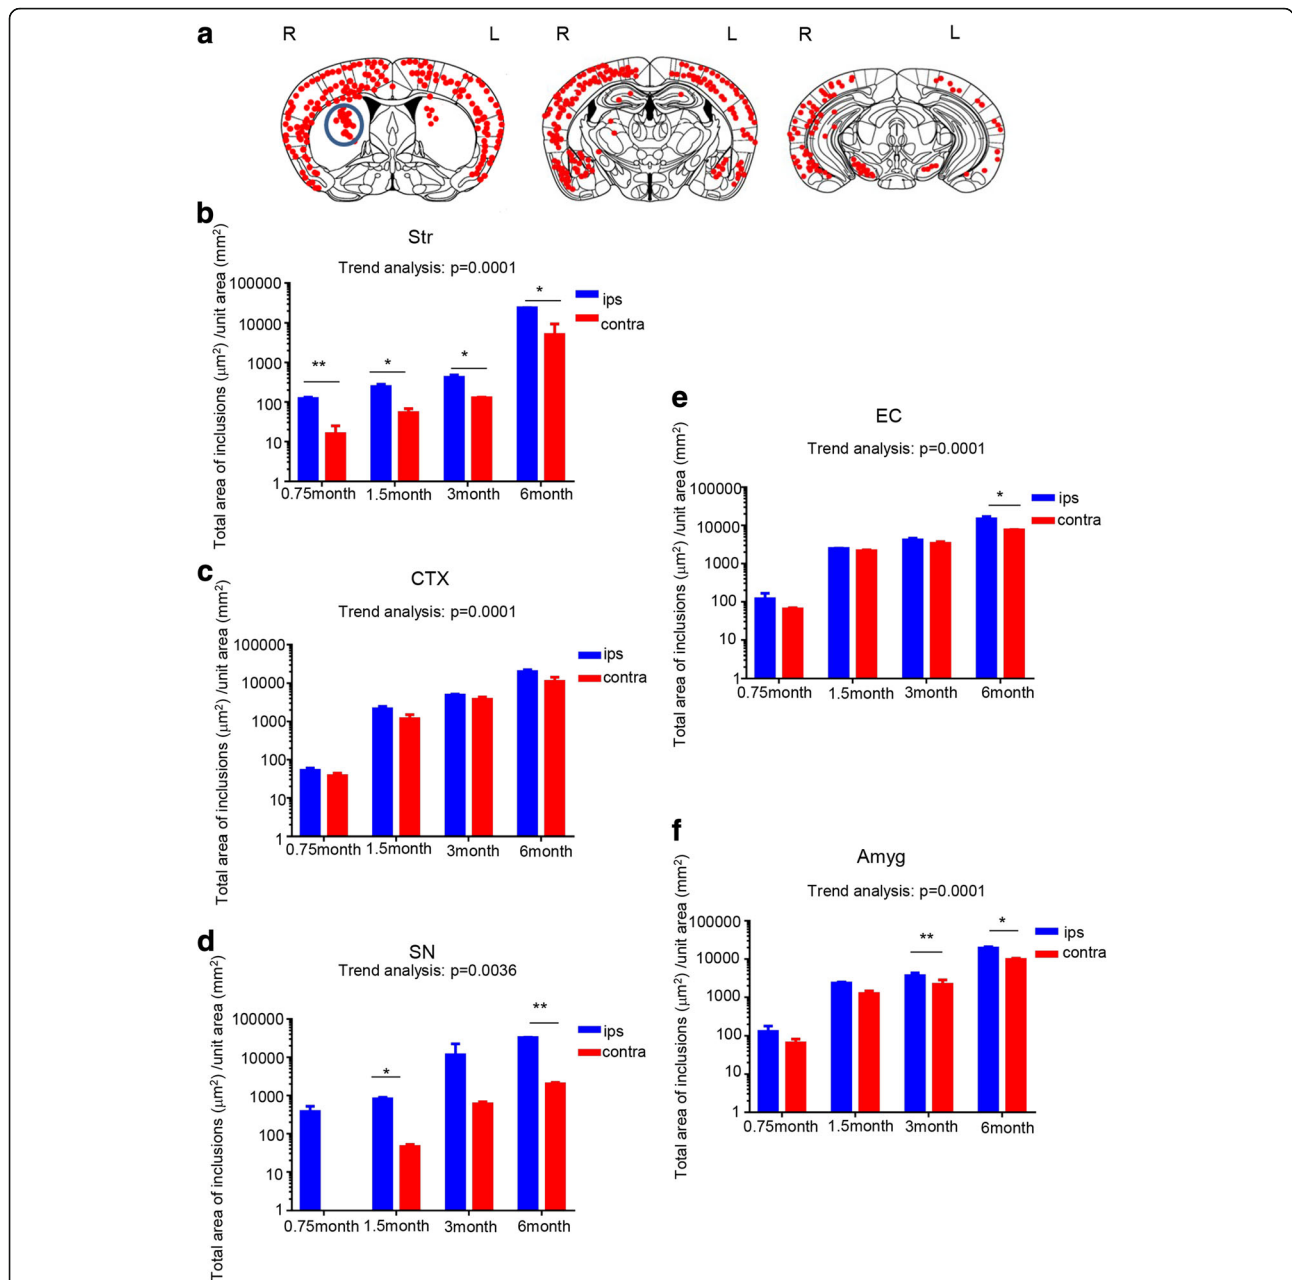 a
R L R L R L
b
Str
Trend analysis: p=0.0001
Total area of inclusions (μm²) /unit area (mm²)
100000
10000
1000
100
10
1
** * * *
ips
contra
0.75month 1.5month 3month 6month
c
CTX
Trend analysis: p=0.0001
Total area of inclusions (μm²) /unit area (mm²)
100000
10000
1000
100
10
1
ips
contra
0.75month 1.5month 3month 6month
d
SN
Trend analysis: p=0.0036
Total area of inclusions (μm²) /unit area (mm²)
100000
10000
1000
100
10
1
* **
ips
contra
0.75month 1.5month 3month 6month
e
EC
Trend analysis: p=0.0001
Total area of inclusions (μm²) /unit area (mm²)
100000
10000
1000
100
10
1
*
ips
contra
0.75month 1.5month 3month 6month
f
Amyg
Trend analysis: p=0.0001
Total area of inclusions (μm²) /unit area (mm²)
100000
10000
1000
100
10
1
** *
ips
contra
0.75month 1.5month 3month 6month